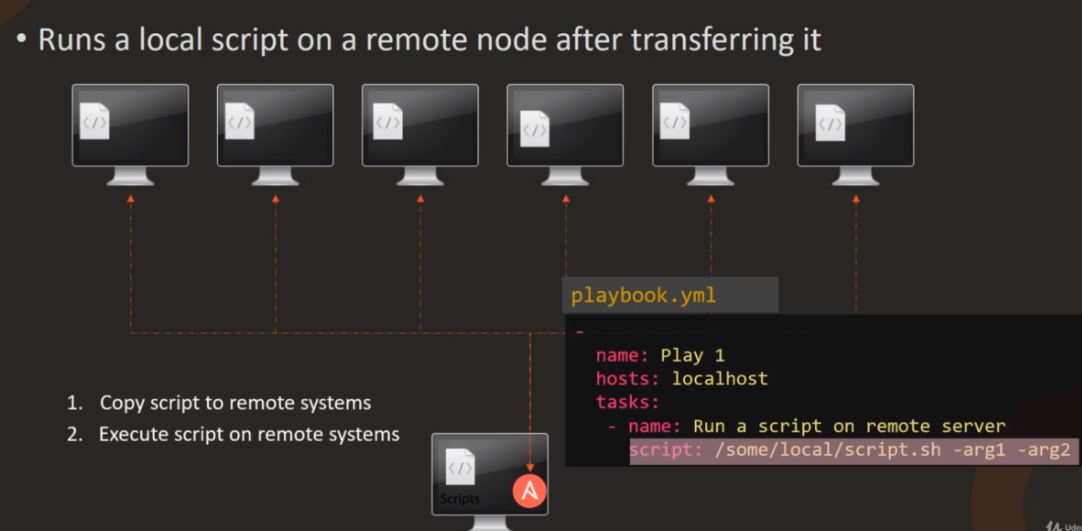 • Runs a local script on a remote node after transferring it
</>
</>
</>
</>
</>
</>
playbook.yml
-
name: Play 1
hosts: localhost
tasks:
- name: Run a script on remote server
script: /some/local/script.sh -arg1 -arg2
1. Copy script to remote systems
2. Execute script on remote systems
</>
Scripts
A